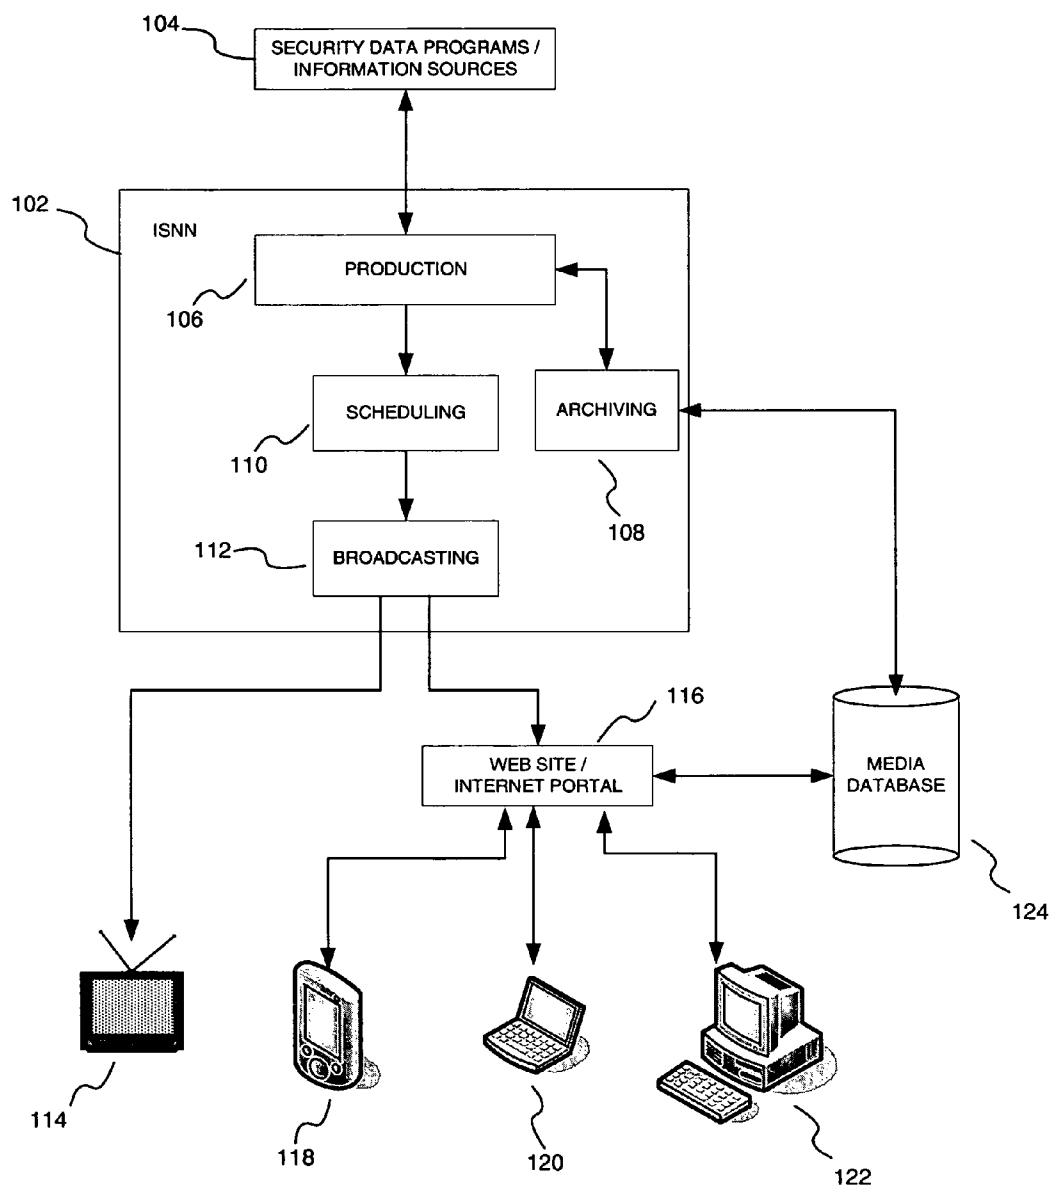 104
SECURITY DATA PROGRAMS /
INFORMATION SOURCES
102
ISNN
PRODUCTION
106
SCHEDULING
ARCHIVING
110
108
112
BROADCASTING
116
WEB SITE /
INTERNET PORTAL
MEDIA
DATABASE
124
114
118
120
122